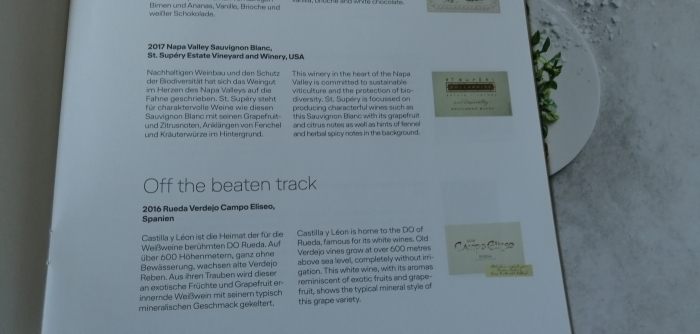 Birnen und Ananas, Vanille, Brioche und
weißer Schokolade.
2017 Napa Valley Sauvignon Blanc,
St. Supéry Estate Vineyard and Winery, USA
Nachhaltigen Weinbau und den Schutz
der Biodiversität hat sich das Weingut
im Herzen des Napa Valleys auf die
Fahne geschrieben. St. Supéry steht
für charaktervolle Weine wie diesen
Sauvignon Blanc mit seinen Grapefruit-
und Zitrusnoten, Anklängen von Fenchel
und Kräuterwürze im Hintergrund.
This winery in the heart of the Napa
Valley is committed to sustainable
viticulture and the protection of bio-
diversity. St. Supéry is focussed on
producing characterful wines such as
this Sauvignon Blanc with its grapefruit
and citrus notes as well as hints of fennel
and herbal spicy notes in the background.
Off the beaten track
2016 Rueda Verdejo Campo Eliseo,
Spanien
Castilla y León ist die Heimat der für die
Weißweine berühmten DO Rueda. Auf
über 600 Höhenmetern, ganz ohne
Bewässerung, wachsen alte Verdejo
Reben. Aus ihren Trauben wird dieser
an exotische Früchte und Grapefruit er-
innernde Weißwein mit seinem typisch
mineralischen Geschmack gekeltert.
Castilla y Léon is home to the DO of
Rueda, famous for its white wines. Old
Verdejo vines grow at over 600 metres
above sea level, completely without irri-
gation. This white wine, with its aromas
reminiscent of exotic fruits and grape-
fruit, shows the typical mineral style of
this grape variety.
Campo Eliseo